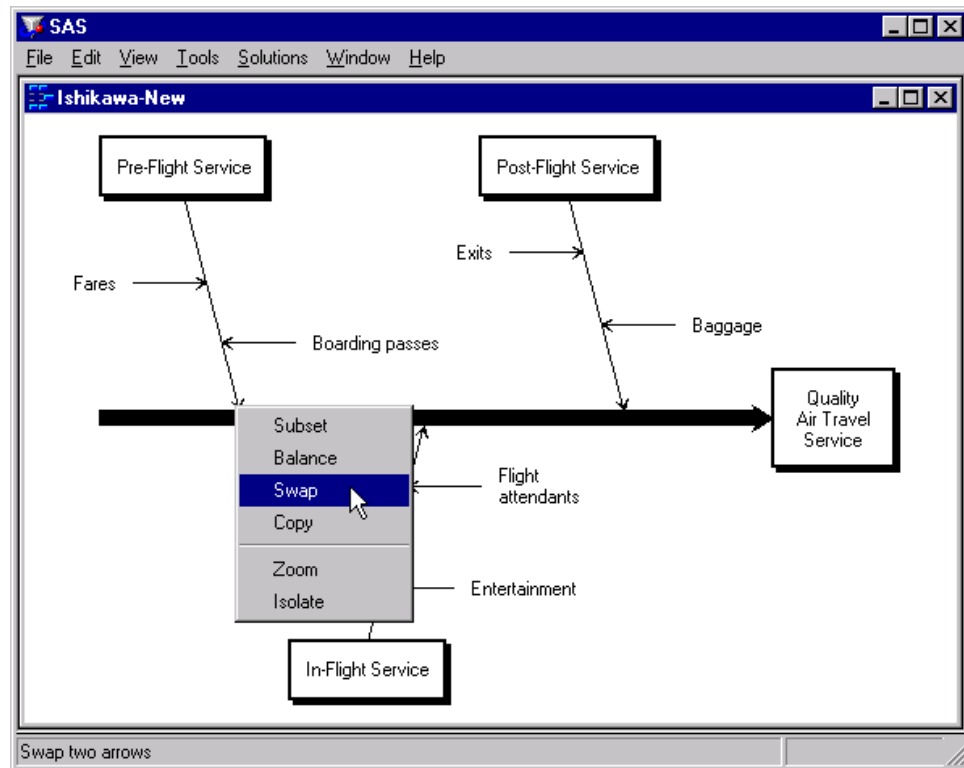 SAS
File Edit View Tools Solutions Window Help
Ishikawa-New
Pre-Flight Service
Post-Flight Service
Exits
Fares
Baggage
Boarding passes
Quality
Air Travel
Service
Subset
Balance
Swap
Copy
Zoom
Isolate
Flight
attendants
Entertainment
In-Flight Service
Swap two arrows